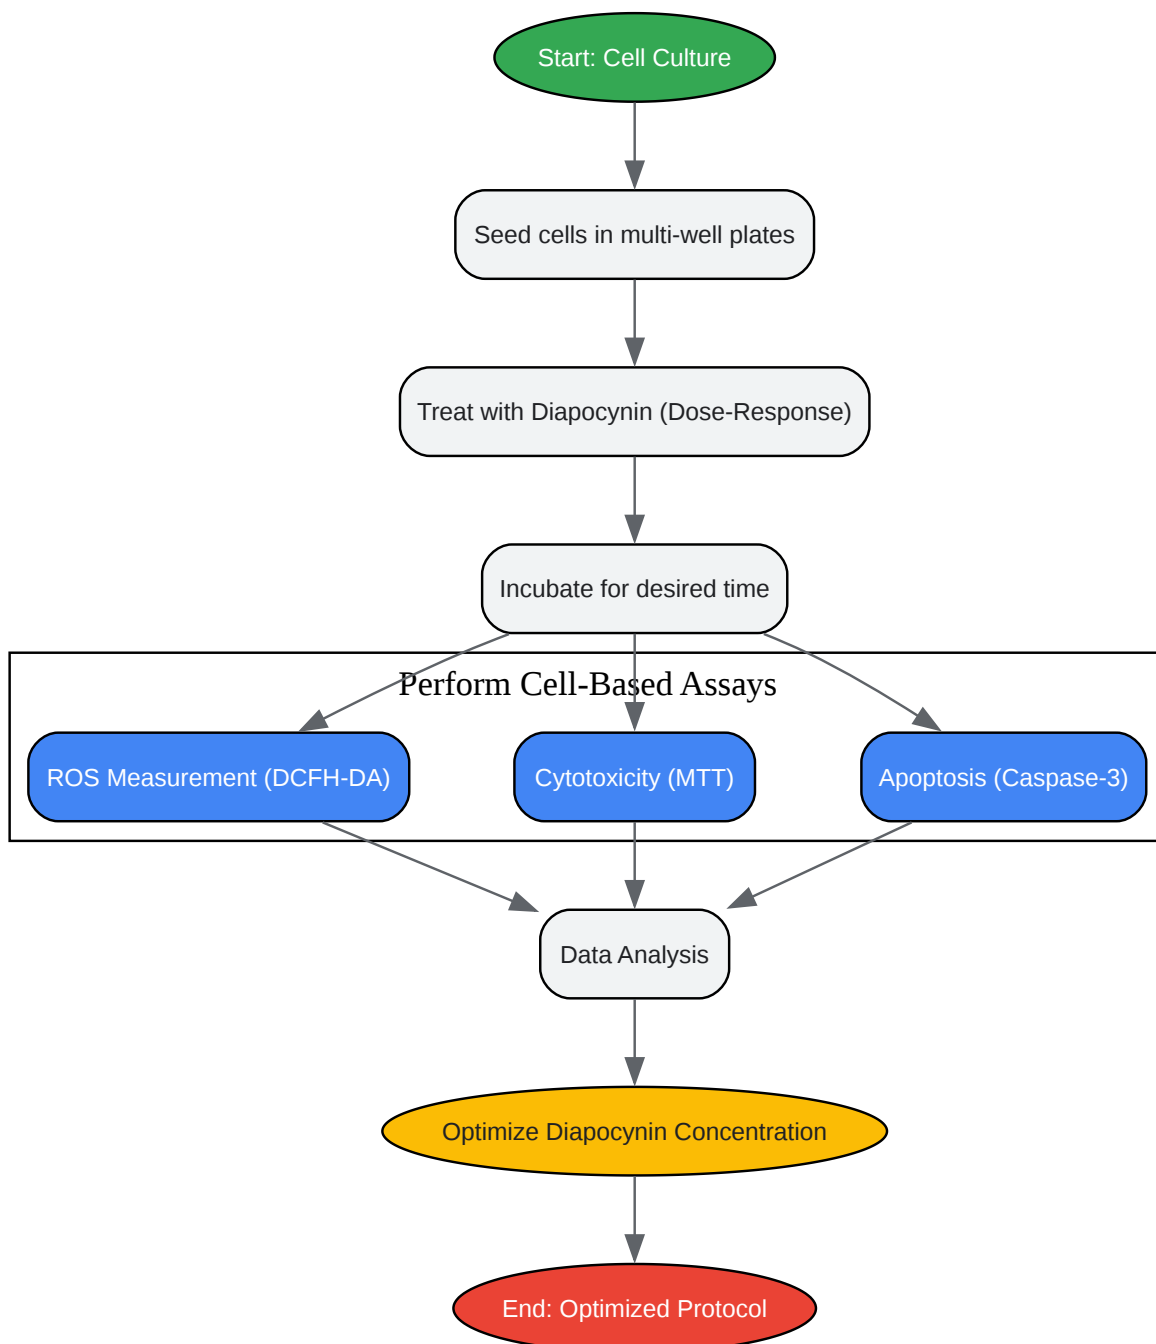 Start: Cell Culture
Seed cells in multi-well plates
Treat with Diapocynin (Dose-Response)
Incubate for desired time
Perform Cell-Based Assays
ROS Measurement (DCFH-DA)
Cytotoxicity (MTT)
Apoptosis (Caspase-3)
Data Analysis
Optimize Diapocynin Concentration
End: Optimized Protocol